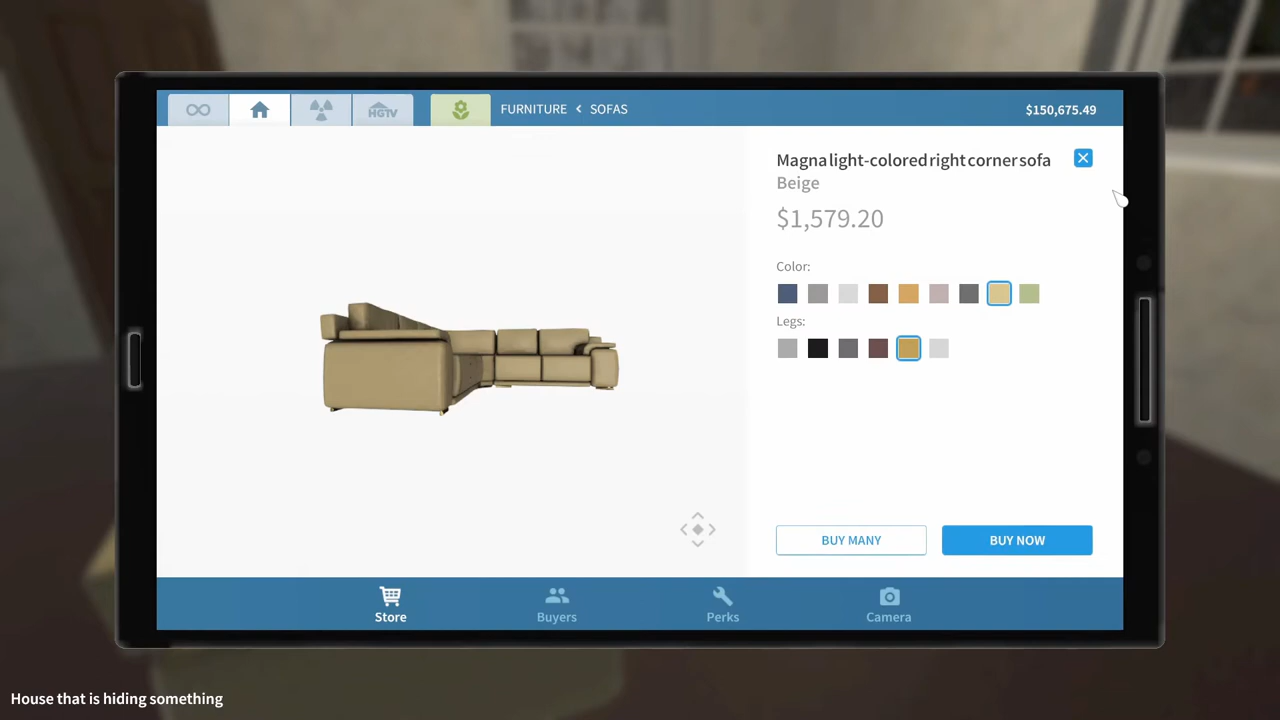 HGTV
FURNITURE < SOFAS
$150,675.49
Magna light-colored right corner sofa
Beige
$1,579.20
Color:
Legs:
BUY MANY
BUY NOW
Store
Buyers
Perks
Camera
House that is hiding something